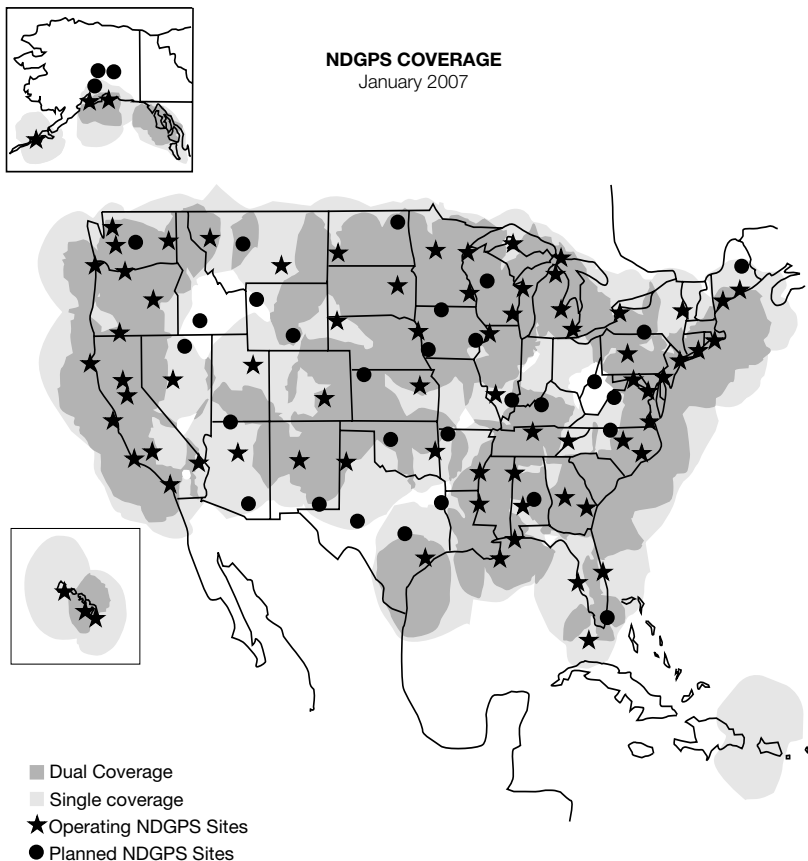 NDGPS COVERAGE
January 2007
Dual Coverage
Single coverage
Operating NDGPS Sites
Planned NDGPS Sites